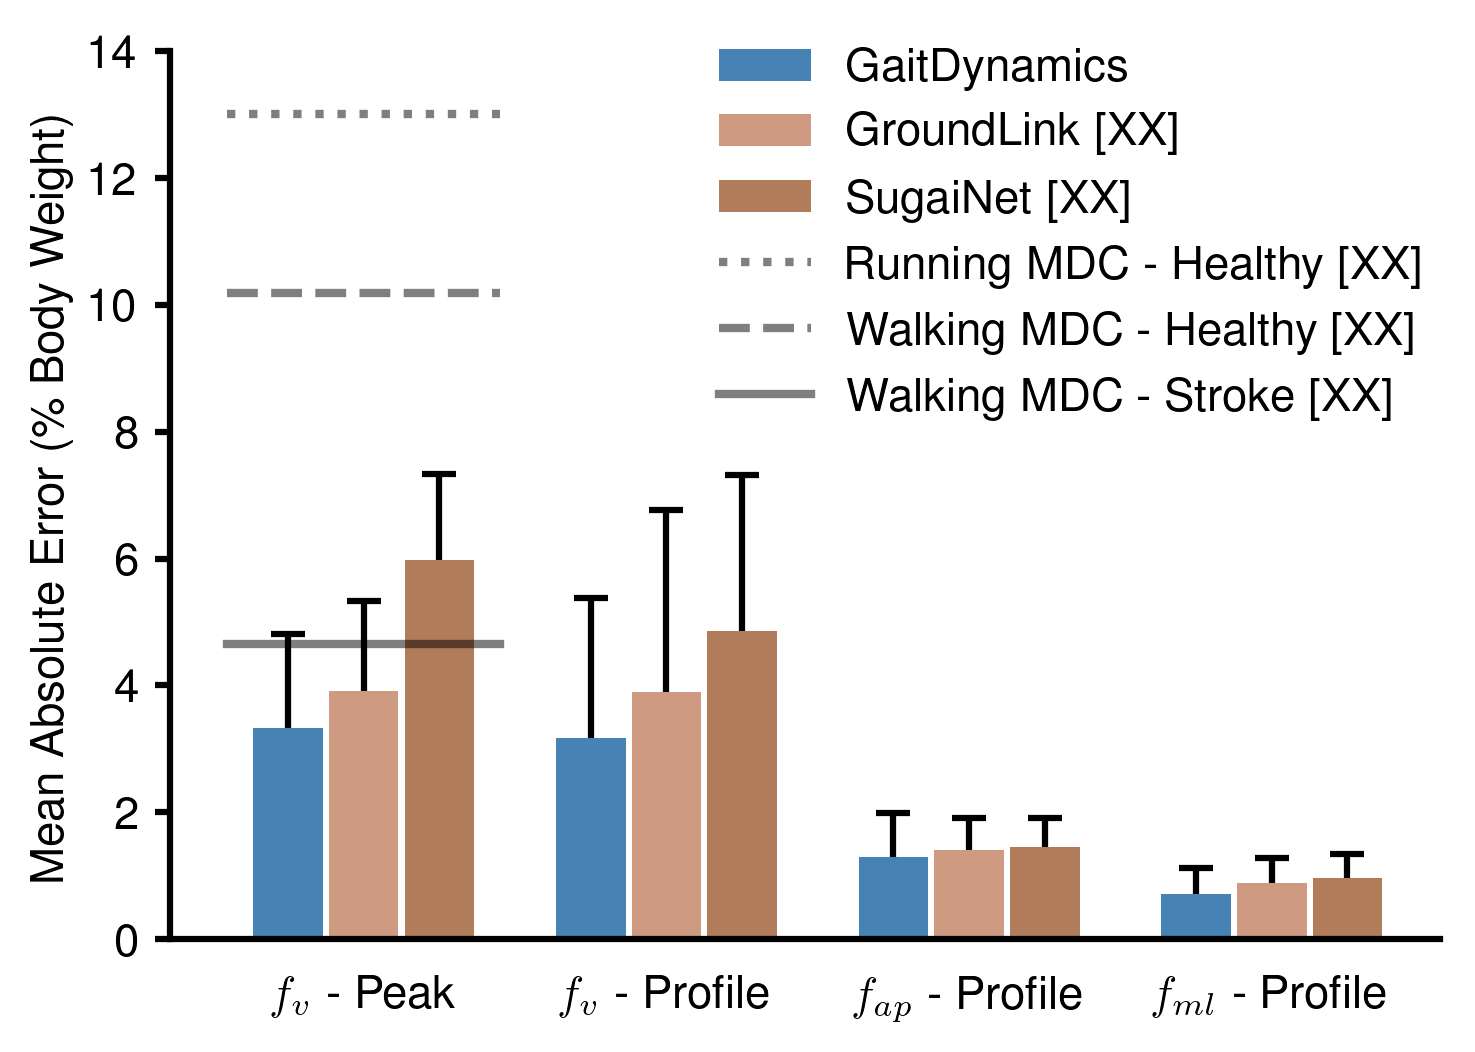 Mean Absolute Error (% Body Weight)
14
12
10
8
6
4
2
0
GaitDynamics
GroundLink [XX]
SugaiNet [XX]
Running MDC - Healthy [XX]
Walking MDC - Healthy [XX]
Walking MDC - Stroke [XX]
f_v - Peak
f_v - Profile
f_ap - Profile
f_ml - Profile